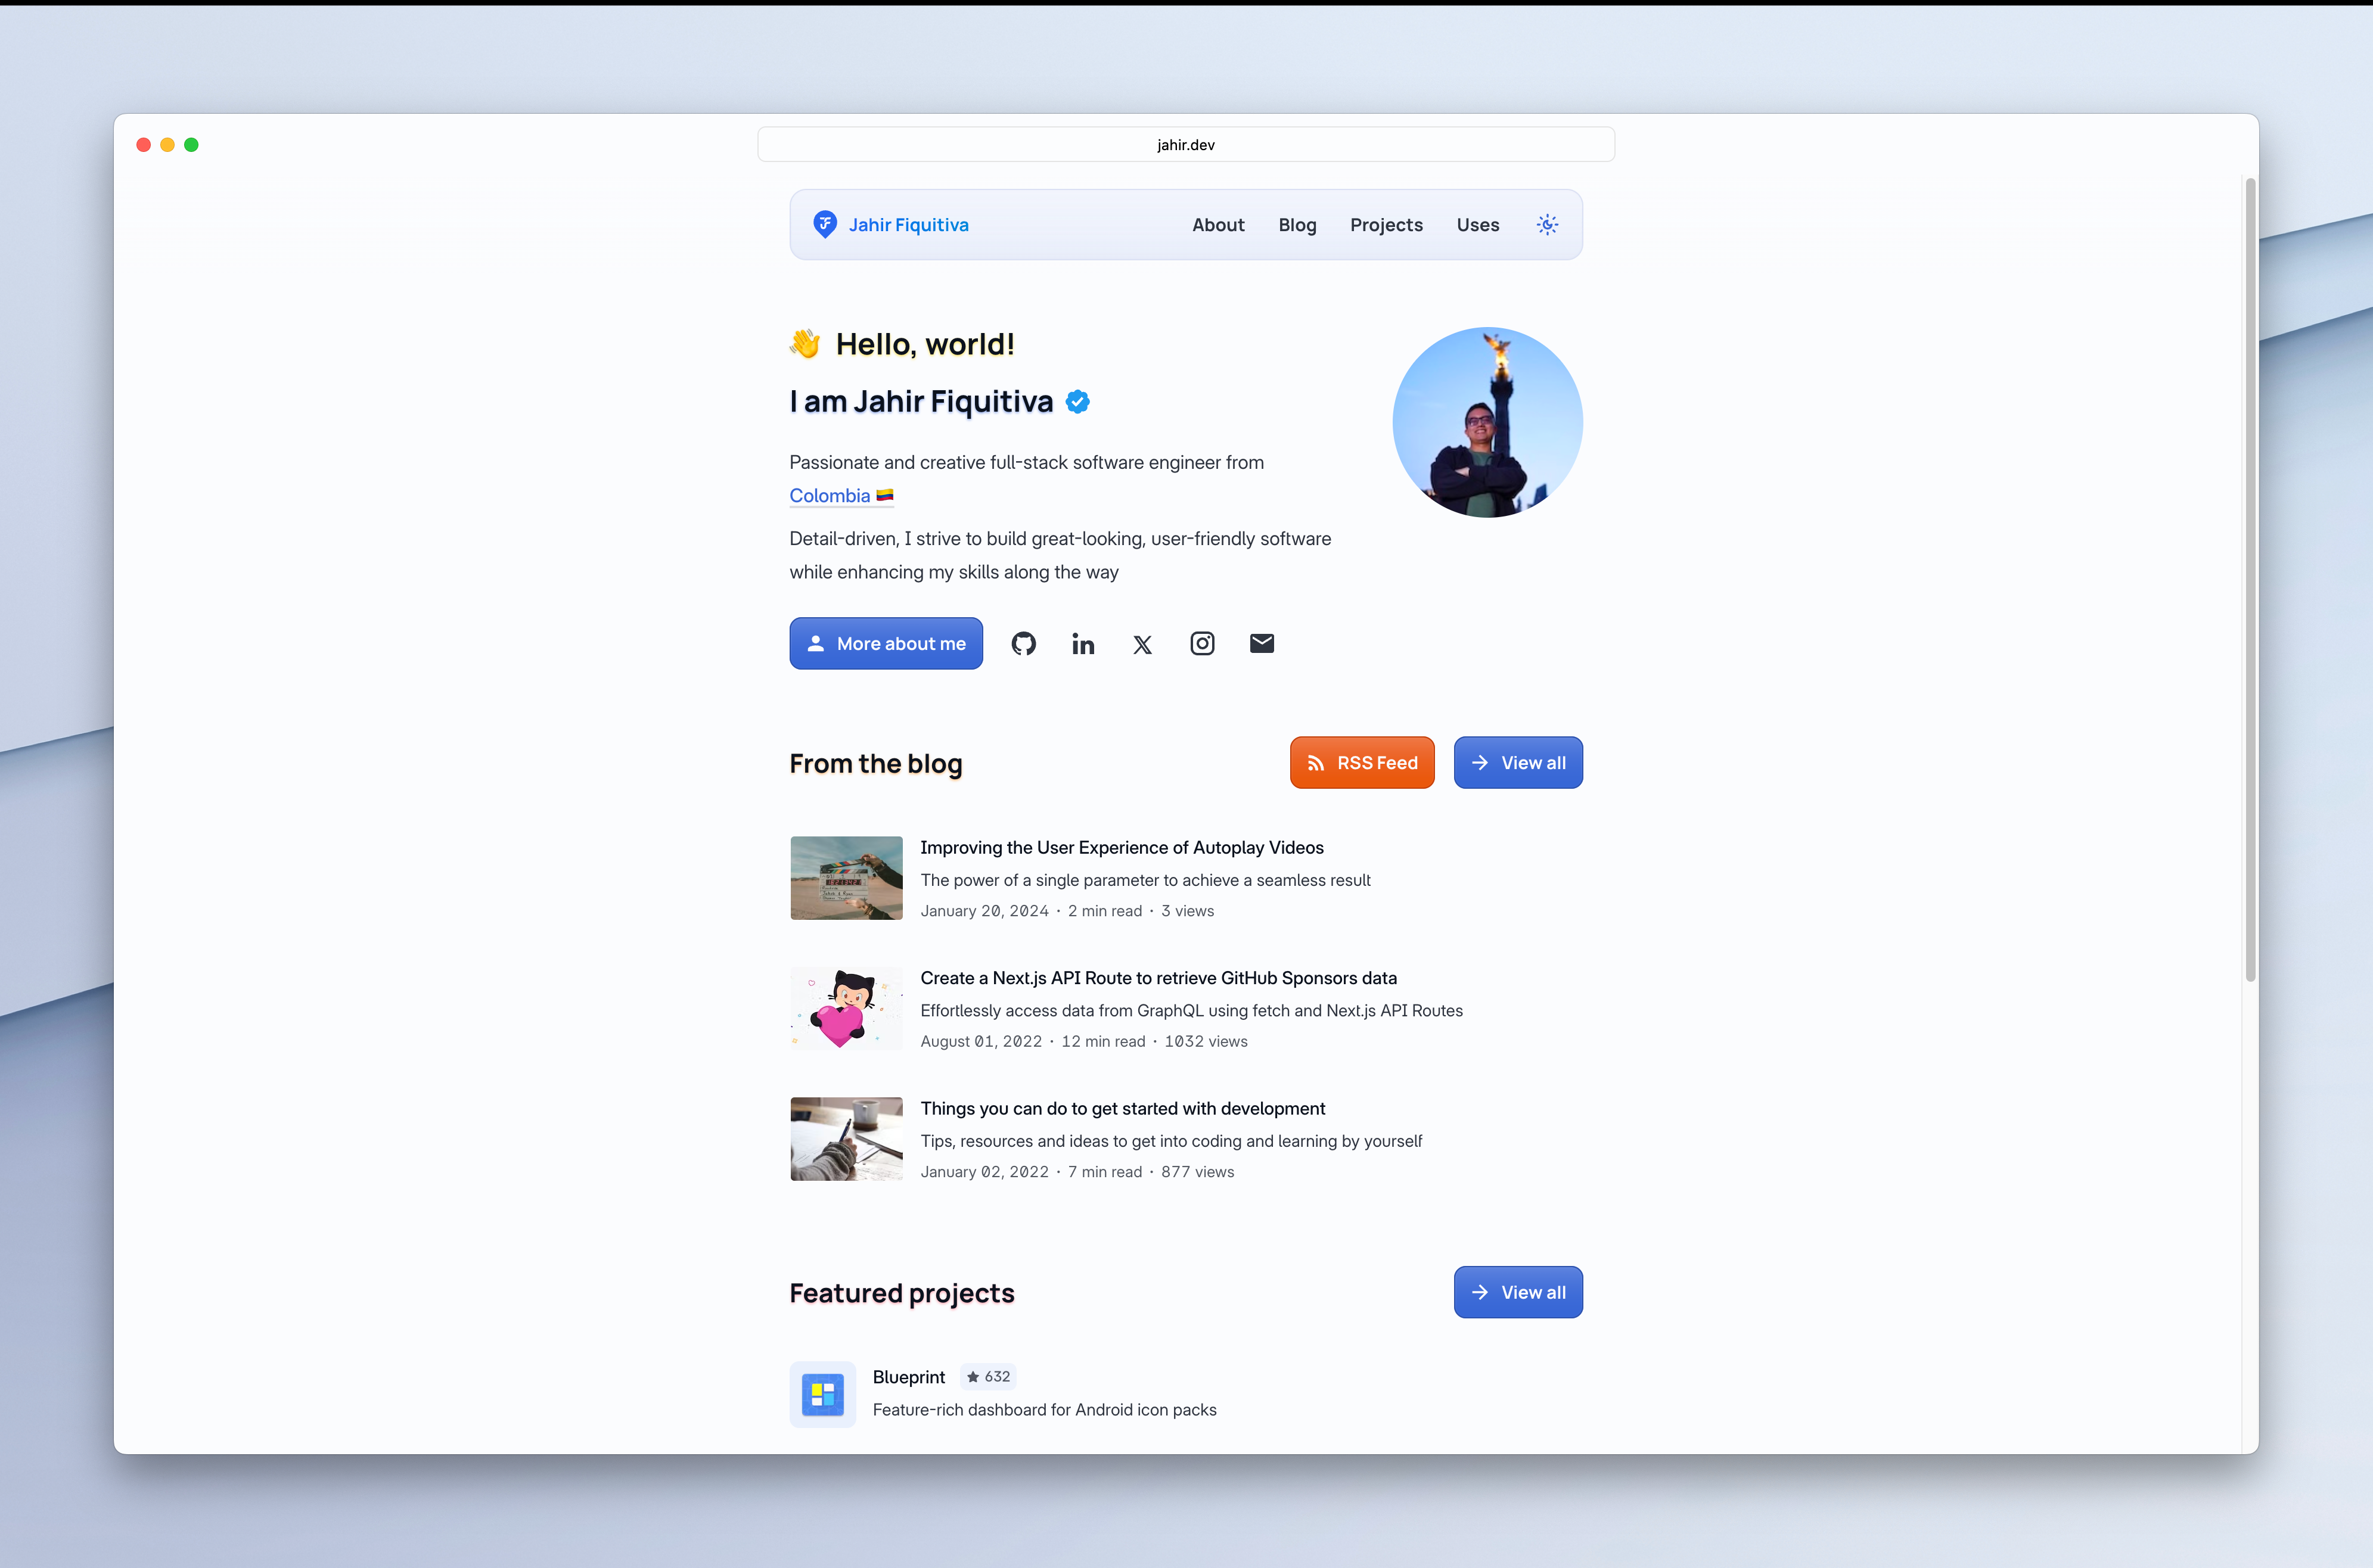 jahir.dev
Jahir Fiquitiva
About
Blog
Projects
Uses
👋 Hello, world!
I am Jahir Fiquitiva
Passionate and creative full-stack software engineer from
Colombia 🇨🇴
Detail-driven, I strive to build great-looking, user-friendly software
while enhancing my skills along the way
More about me
From the blog
RSS Feed
View all
Improving the User Experience of Autoplay Videos
The power of a single parameter to achieve a seamless result
January 20, 2024 · 2 min read · 3 views
Create a Next.js API Route to retrieve GitHub Sponsors data
Effortlessly access data from GraphQL using fetch and Next.js API Routes
August 01, 2022 · 12 min read · 1032 views
Things you can do to get started with development
Tips, resources and ideas to get into coding and learning by yourself
January 02, 2022 · 7 min read · 877 views
Featured projects
View all
Blueprint ★ 632
Feature-rich dashboard for Android icon packs